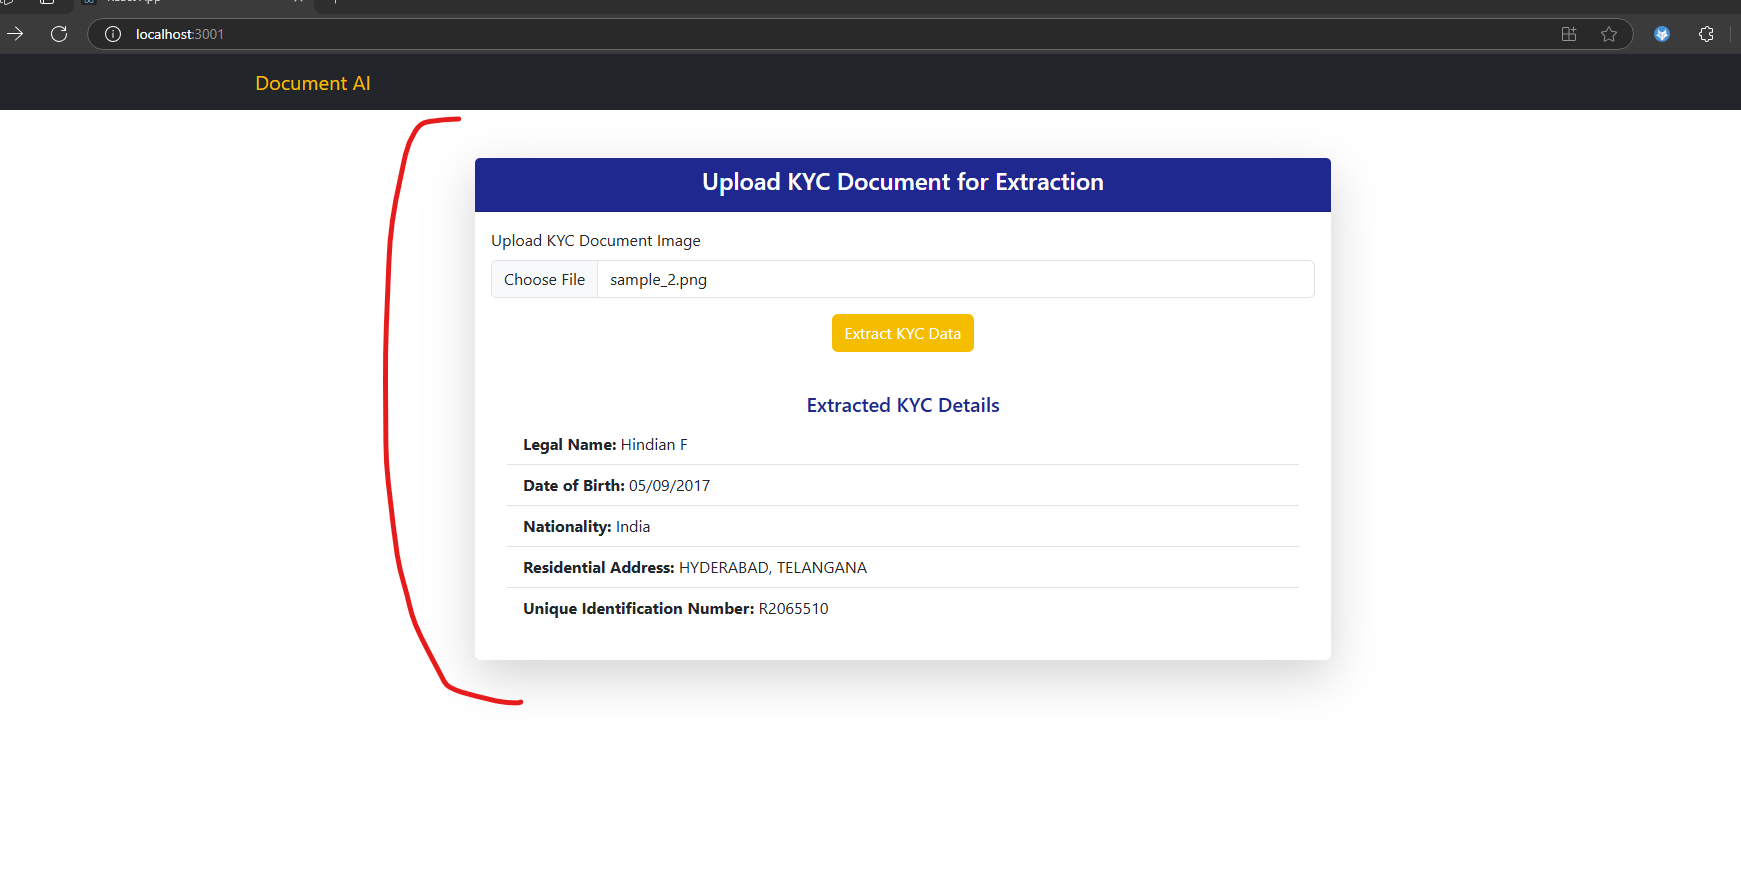 localhost:3001
Document AI
Upload KYC Document for Extraction
Upload KYC Document Image
Choose File sample_2.png
Extract KYC Data
Extracted KYC Details
Legal Name: Hindian F
Date of Birth: 05/09/2017
Nationality: India
Residential Address: HYDERABAD, TELANGANA
Unique Identification Number: R2065510